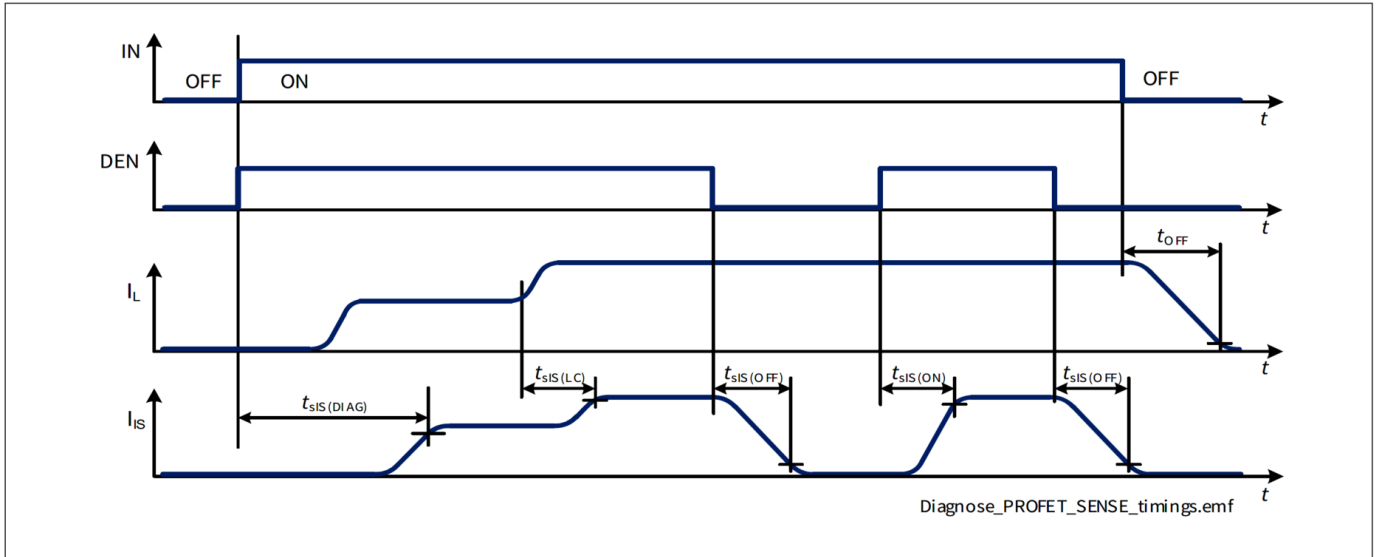 IN
OFF
ON
OFF
t
DEN
t
tOFF
IL
t
tsIS(LC)
tsIS(OFF)
tsIS(ON)
tsIS(OFF)
tsIS(DIAG)
IIS
t
Diagnose_PROFET_SENSE_timings.emf